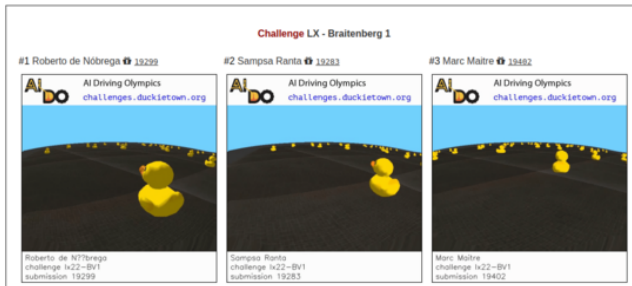 Challenge LX - Braitenberg 1
#1 Roberto de Nóbrega 19299
#2 Sampsa Ranta 19283
#3 Marc Maitre 19402
AI DO
AI Driving Olympics
challenges.duckietown.org
AI DO
AI Driving Olympics
challenges.duckietown.org
AI DO
AI Driving Olympics
challenges.duckietown.org
Roberto de N??brega
challenge lx22-BV1
submission 19299
Sampsa Ranta
challenge lx22-BV1
submission 19283
Marc Maitre
challenge lx22-BV1
submission 19402